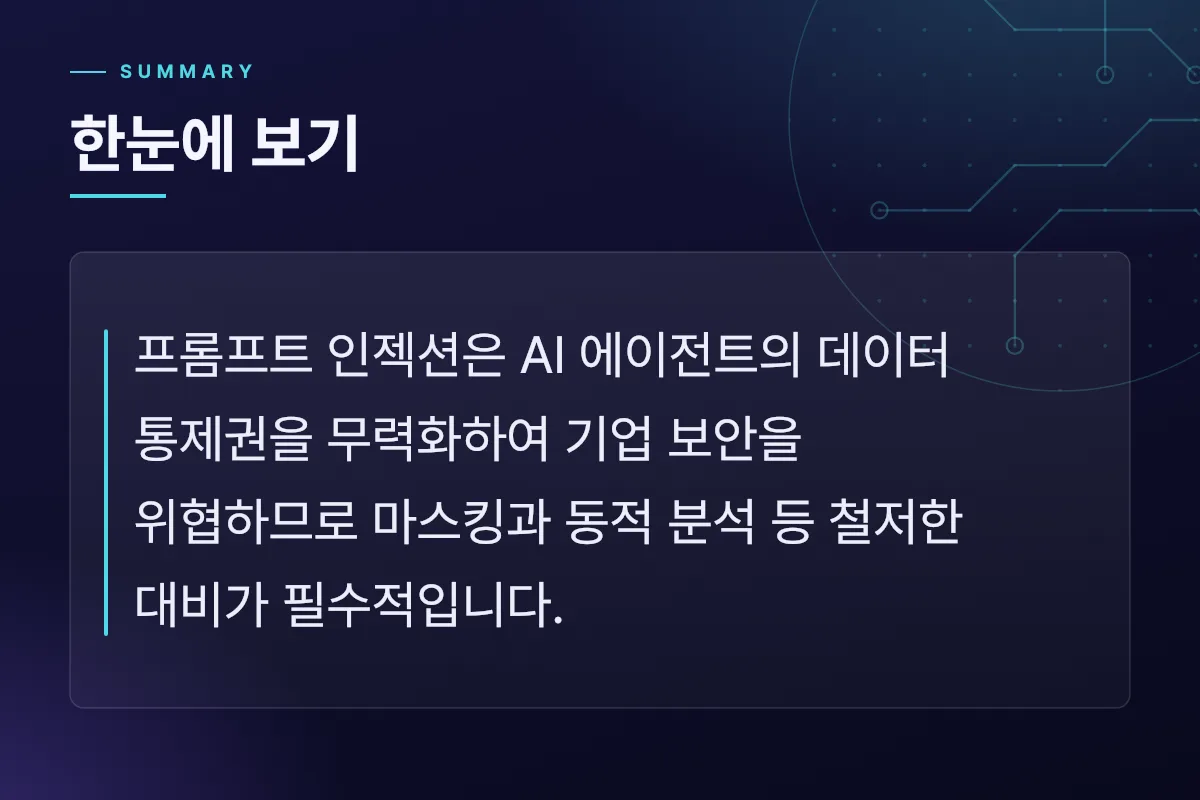 SUMMARY
한눈에 보기
프롬프트 인젝션은 AI 에이전트의 데이터
통제권을 무력화하여 기업 보안을
위협하므로 마스킹과 동적 분석 등 철저한
대비가 필수적입니다.